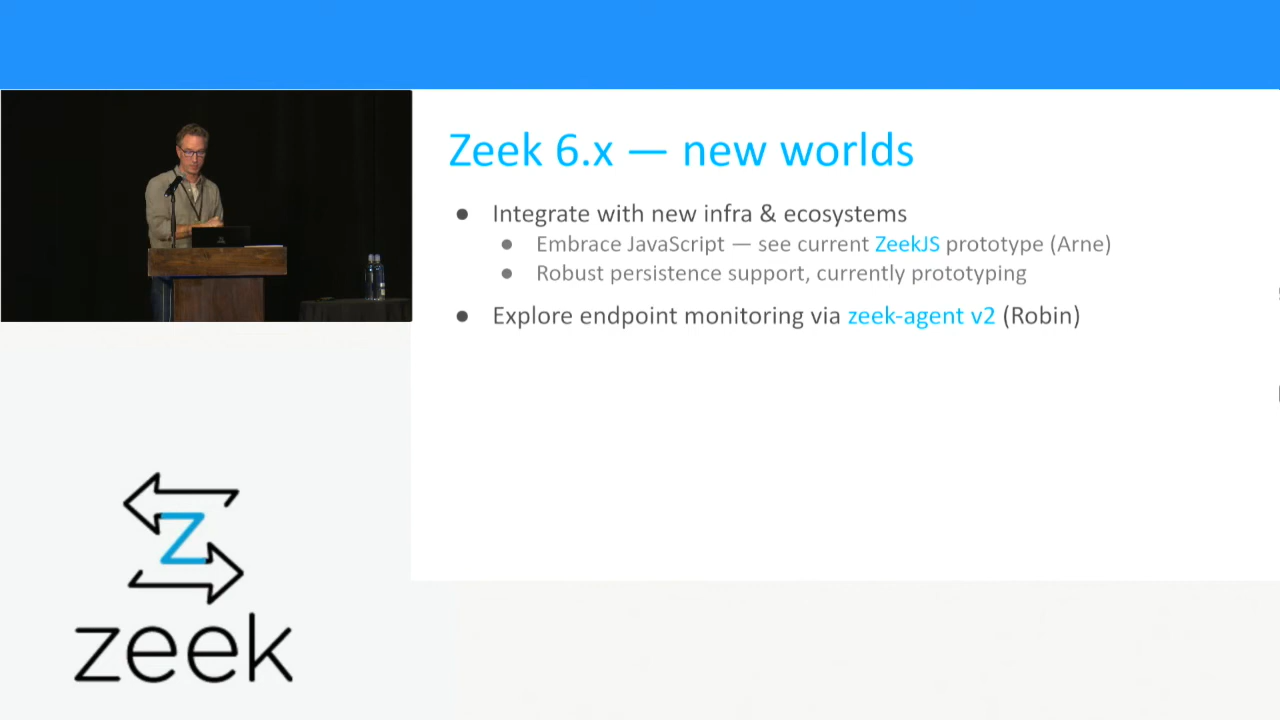 Zeek 6.x — new worlds
● Integrate with new infra & ecosystems
● Embrace JavaScript — see current ZeekJS prototype (Arne)
● Robust persistence support, currently prototyping
● Explore endpoint monitoring via zeek-agent v2 (Robin)
Z
zeek